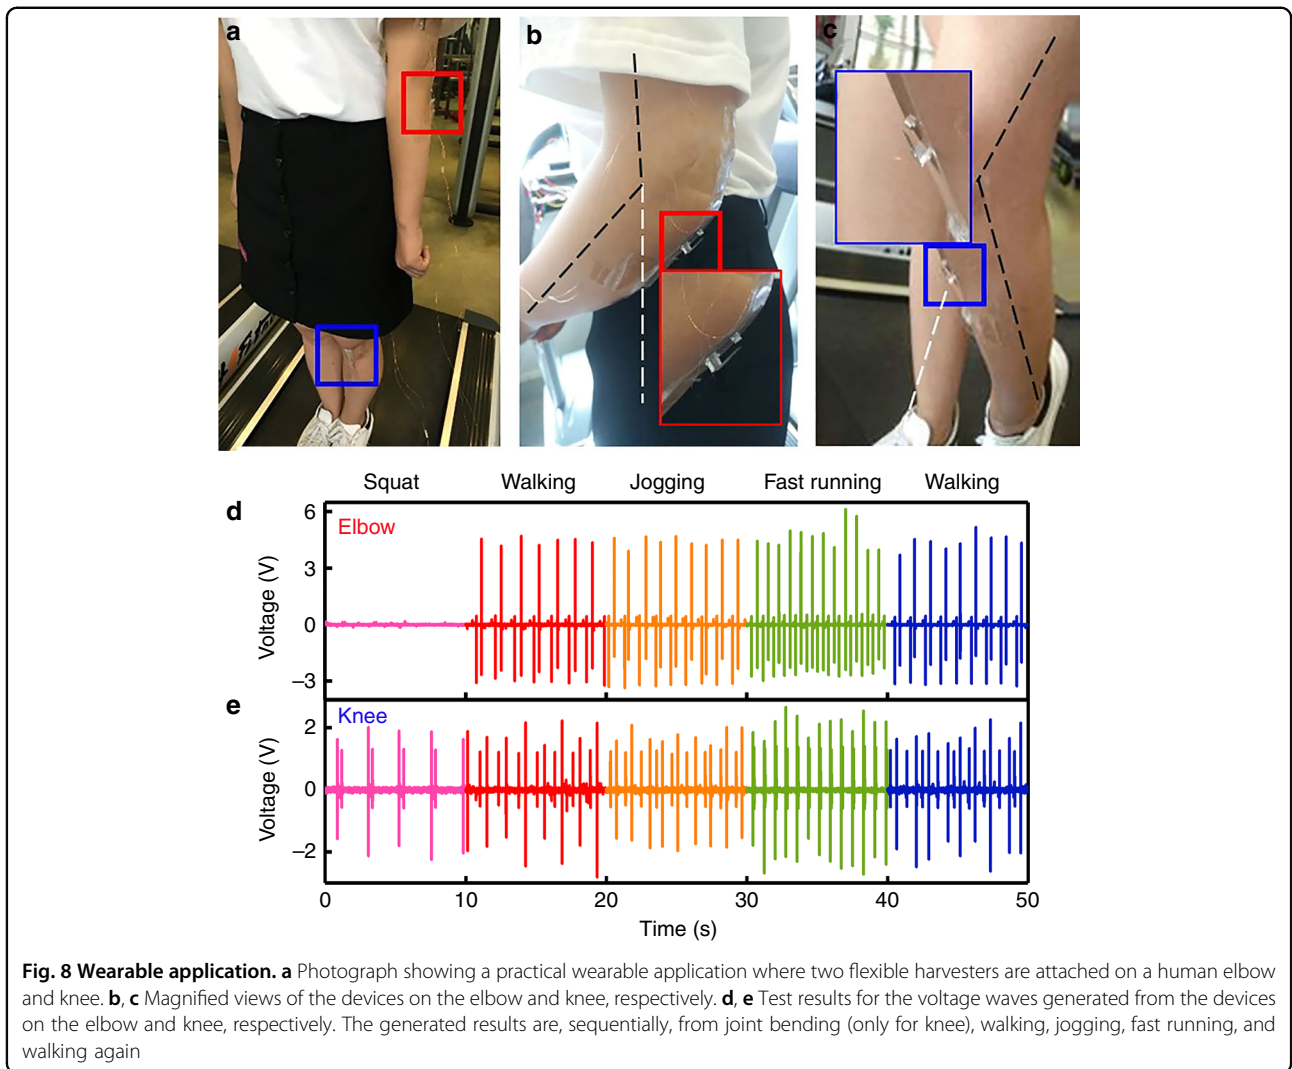 a
b
c
Squat Walking Jogging Fast running Walking
d
Elbow
6
3
0
−3
Voltage (V)
e
Knee
2
0
−2
Voltage (V)
0 10 20 30 40 50
Time (s)
Fig. 8 Wearable application. a Photograph showing a practical wearable application where two flexible harvesters are attached on a human elbow
and knee. b, c Magnified views of the devices on the elbow and knee, respectively. d, e Test results for the voltage waves generated from the devices
on the elbow and knee, respectively. The generated results are, sequentially, from joint bending (only for knee), walking, jogging, fast running, and
walking again